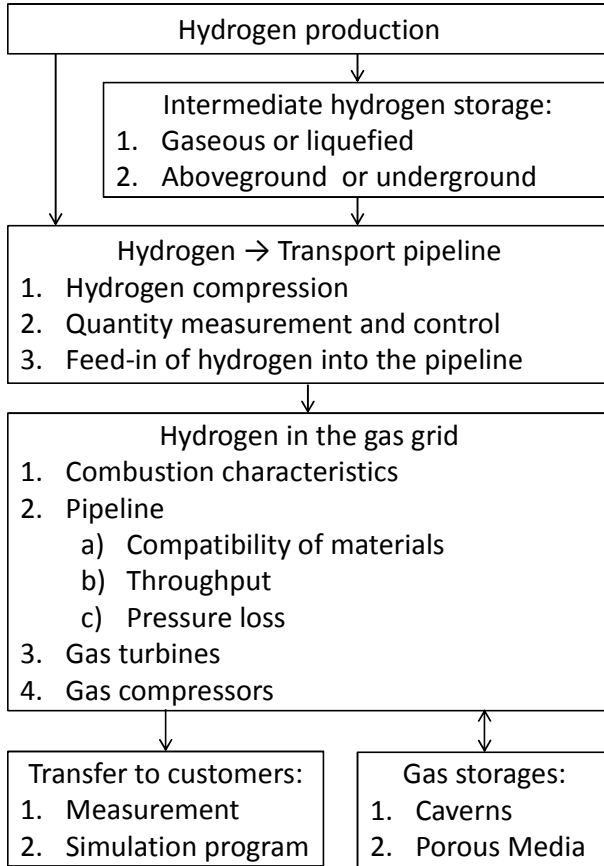 Hydrogen production
Intermediate hydrogen storage:
1. Gaseous or liquefied
2. Aboveground or underground
Hydrogen → Transport pipeline
1. Hydrogen compression
2. Quantity measurement and control
3. Feed-in of hydrogen into the pipeline
Hydrogen in the gas grid
1. Combustion characteristics
2. Pipeline
a) Compatibility of materials
b) Throughput
c) Pressure loss
3. Gas turbines
4. Gas compressors
Transfer to customers:
1. Measurement
2. Simulation program
Gas storages:
1. Caverns
2. Porous Media